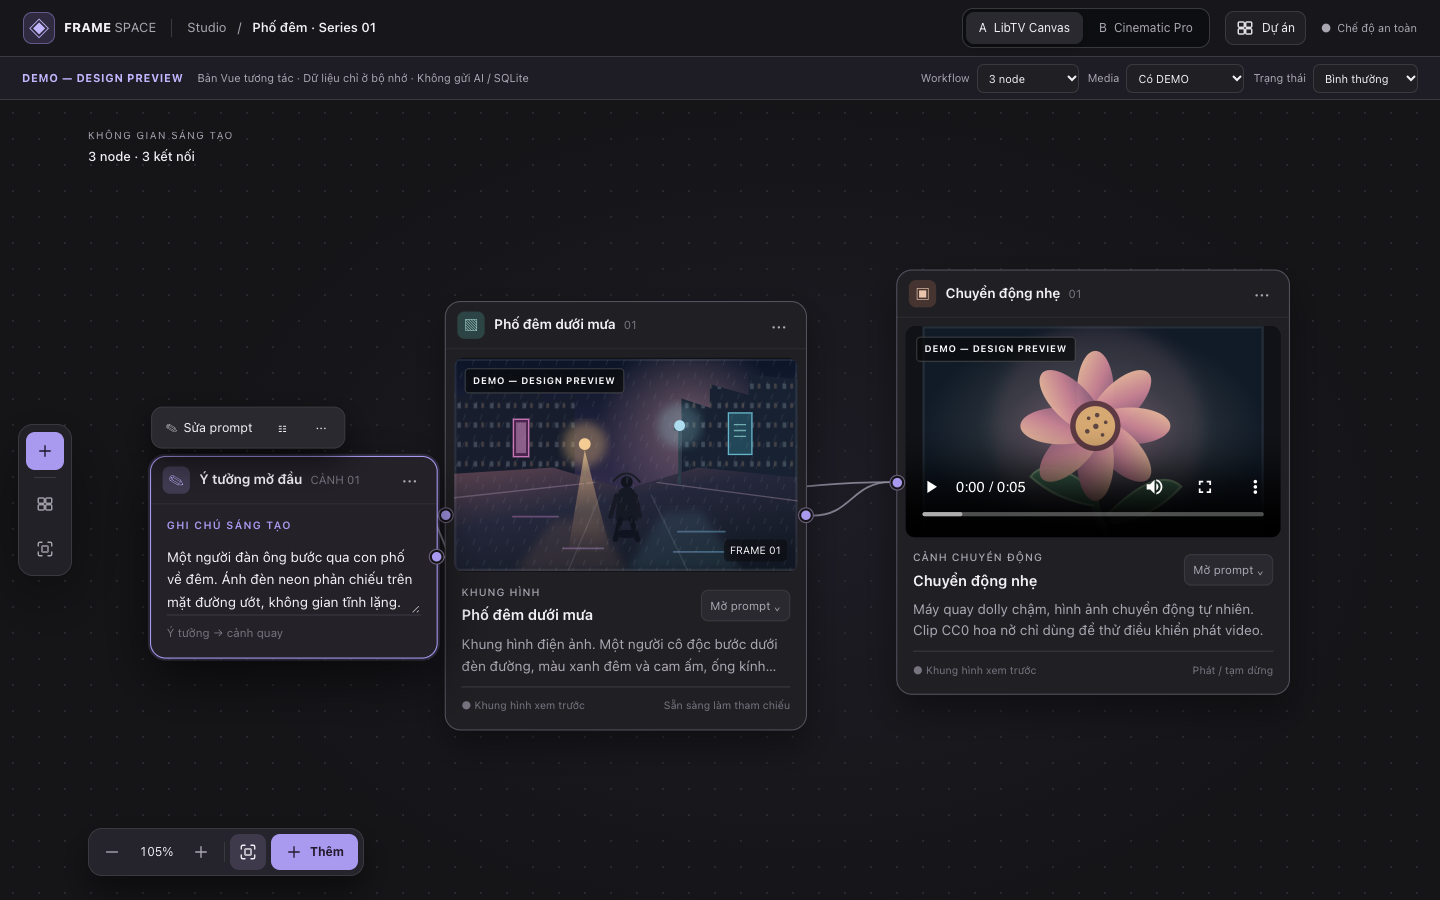 FRAME SPACE
Studio / Phố đêm · Series 01
A LibTV Canvas
B Cinematic Pro
Dự án
Chế độ an toàn
DEMO — DESIGN PREVIEW
Bản Vue tương tác · Dữ liệu chỉ ở bộ nhớ · Không gửi AI / SQLite
Workflow
3 node
Media
Có DEMO
Trạng thái
Bình thường
KHÔNG GIAN SÁNG TẠO
3 node · 3 kết nối
Sửa prompt
Ý tưởng mở đầu CẢNH 01
GHI CHÚ SÁNG TẠO
Một người đàn ông bước qua con phố
về đêm. Ánh đèn neon phản chiếu trên
mặt đường ướt, không gian tĩnh lặng.
Ý tưởng → cảnh quay
Phố đêm dưới mưa 01
DEMO — DESIGN PREVIEW
FRAME 01
KHUNG HÌNH
Phố đêm dưới mưa
Mở prompt
Khung hình điện ảnh. Một người cô độc bước dưới
đèn đường, màu xanh đêm và cam ấm, ống kính...
Khung hình xem trước
Sẵn sàng làm tham chiếu
Chuyển động nhẹ 01
DEMO — DESIGN PREVIEW
0:00 / 0:05
CẢNH CHUYỂN ĐỘNG
Chuyển động nhẹ
Mở prompt
Máy quay dolly chậm, hình ảnh chuyển động tự nhiên.
Clip CC0 hoa nở chỉ dùng để thử điều khiển phát video.
Khung hình xem trước
Phát / tạm dừng
105%
Thêm